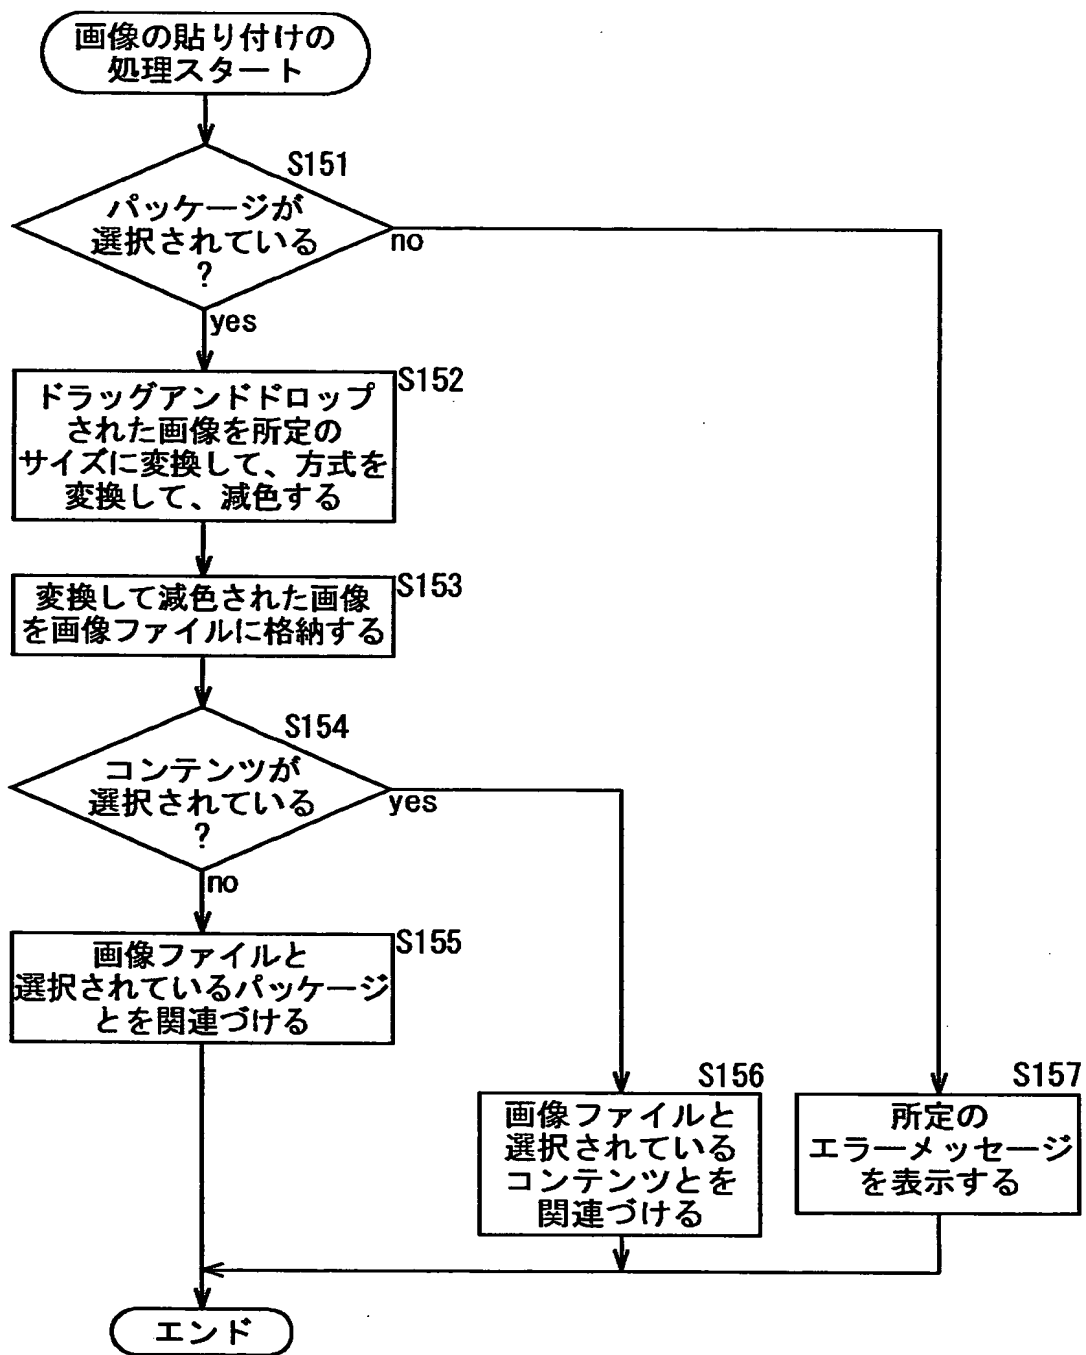 画像の貼り付けの
処理スタート
S151
パッケージが
選択されている
?
no
yes
S152
ドラッグアンドドロップ
された画像を所定の
サイズに変換して、方式を
変換して、減色する
S153
変換して減色された画像
を画像ファイルに格納する
S154
コンテンツが
選択されている
?
yes
no
S155
画像ファイルと
選択されているパッケージ
とを関連づける
S156
画像ファイルと
選択されている
コンテンツとを
関連づける
S157
所定の
エラーメッセージ
を表示する
エンド